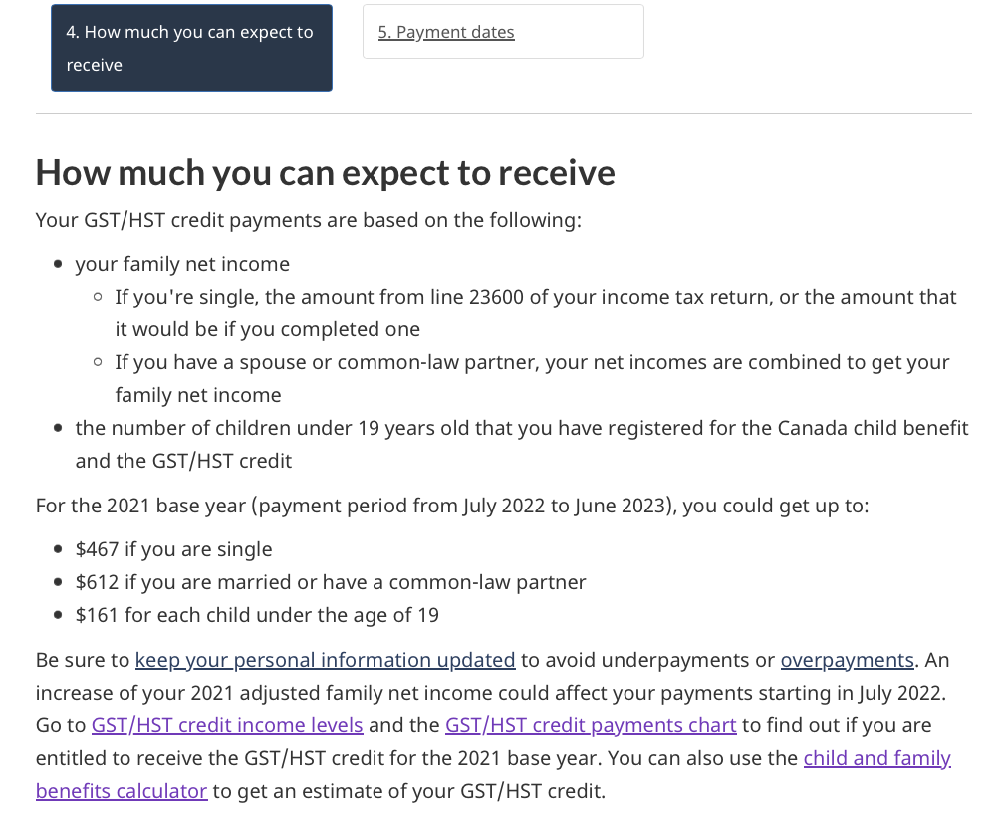 4. How much you can expect to
receive
5. Payment dates
How much you can expect to receive
Your GST/HST credit payments are based on the following:
your family net income
If you're single, the amount from line 23600 of your income tax return, or the amount that
it would be if you completed one
If you have a spouse or common-law partner, your net incomes are combined to get your
family net income
the number of children under 19 years old that you have registered for the Canada child benefit
and the GST/HST credit
For the 2021 base year (payment period from July 2022 to June 2023), you could get up to:
$467 if you are single
$612 if you are married or have a common-law partner
$161 for each child under the age of 19
Be sure to keep your personal information updated to avoid underpayments or overpayments. An
increase of your 2021 adjusted family net income could affect your payments starting in July 2022.
Go to GST/HST credit income levels and the GST/HST credit payments chart to find out if you are
entitled to receive the GST/HST credit for the 2021 base year. You can also use the child and family
benefits calculator to get an estimate of your GST/HST credit.